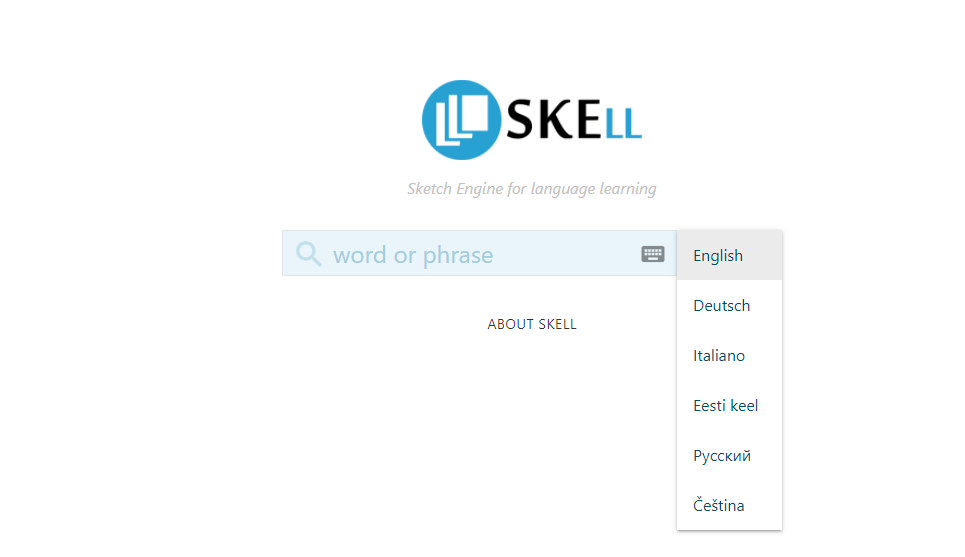 SKELL
Sketch Engine for language learning
word or phrase
English
Deutsch
Italiano
Eesti keel
Русский
Čeština
ABOUT SKELL